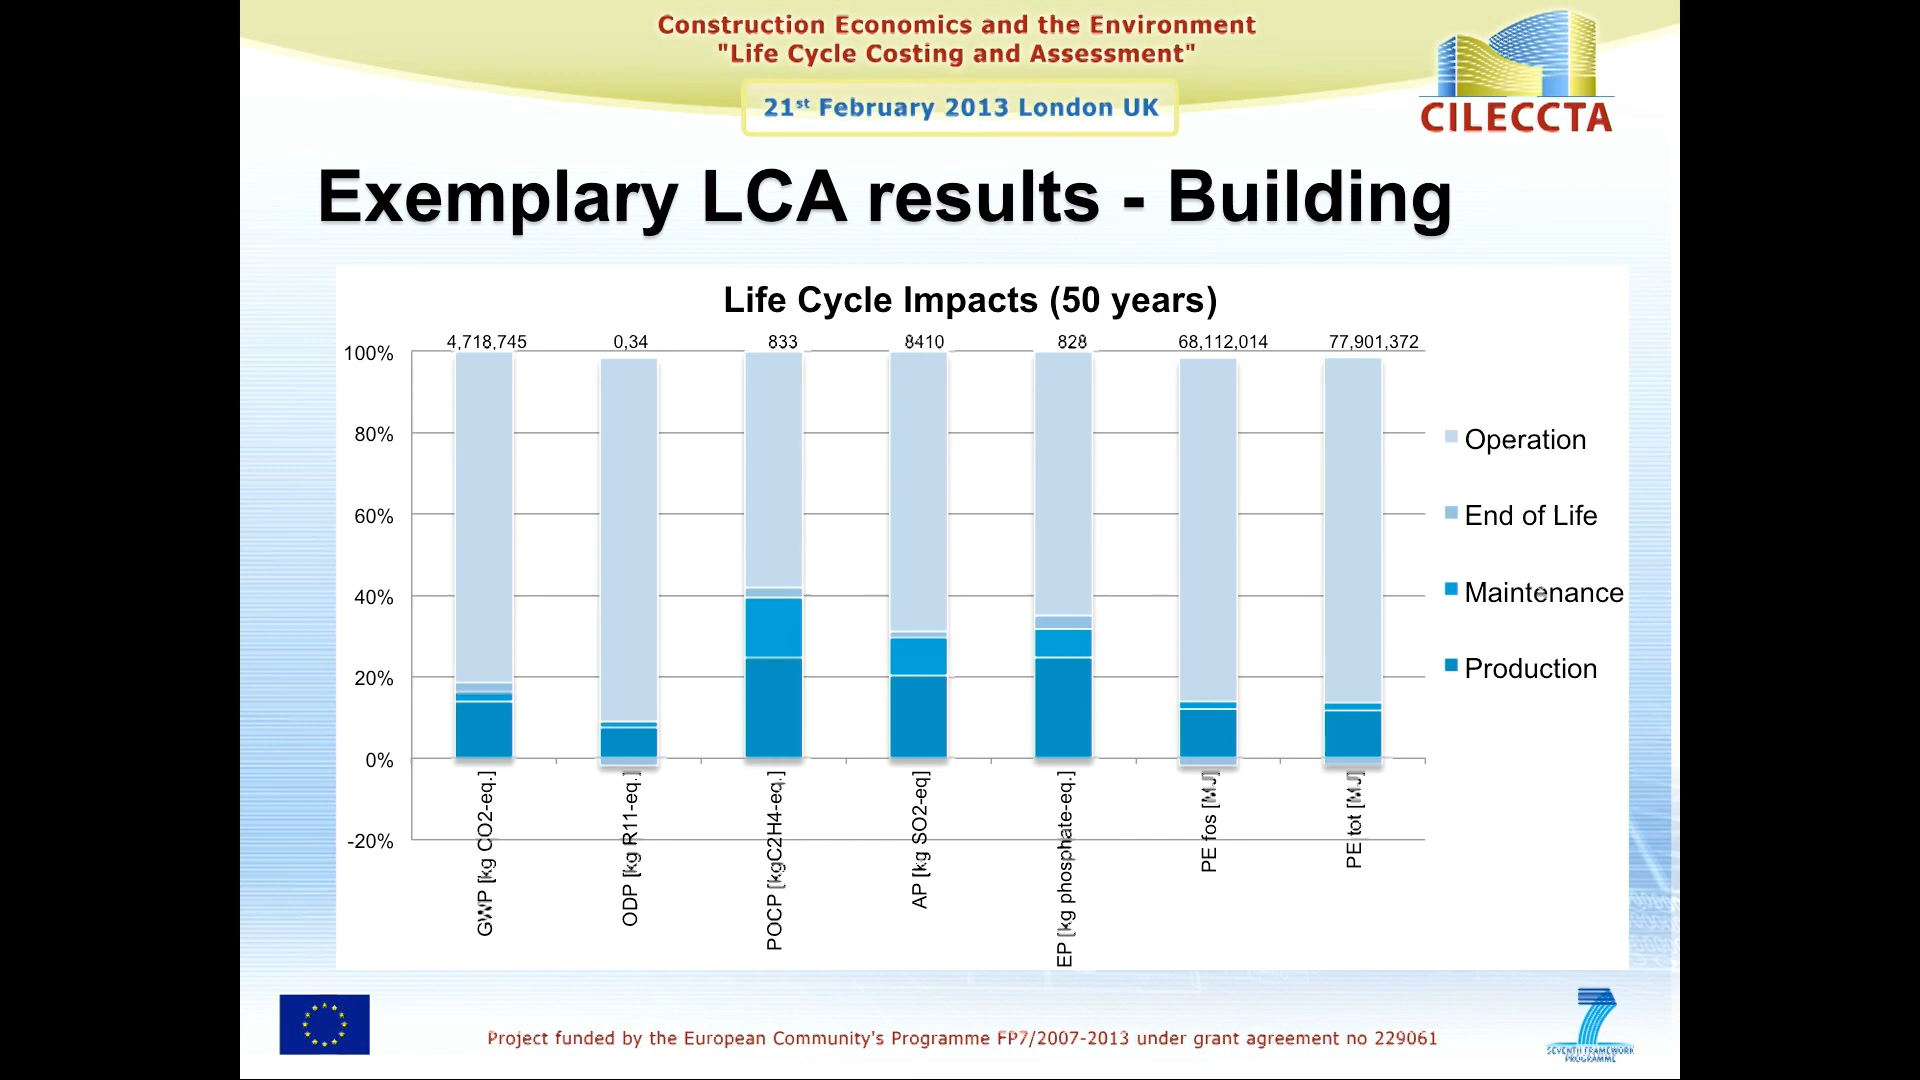 Construction Economics and the Environment
"Life Cycle Costing and Assessment"
21st February 2013 London UK
CILECCTA
Exemplary LCA results - Building
Life Cycle Impacts (50 years)
4,718,745 0,34 833 8410 828 68,112,014 77,901,372
100%
80%
60%
40%
20%
0%
-20%
GWP [kg CO2-eq.]
ODP [kg R11-eq.]
POCP [kgC2H4-eq.]
AP [kg SO2-eq]
EP [kg phosphate-eq.]
PE fos [MJ]
PE tot [MJ]
Operation
End of Life
Maintenance
Production
Project funded by the European Community's Programme FP7/2007-2013 under grant agreement no 229061
7
SEVENTH FRAMEWORK
PROGRAMME